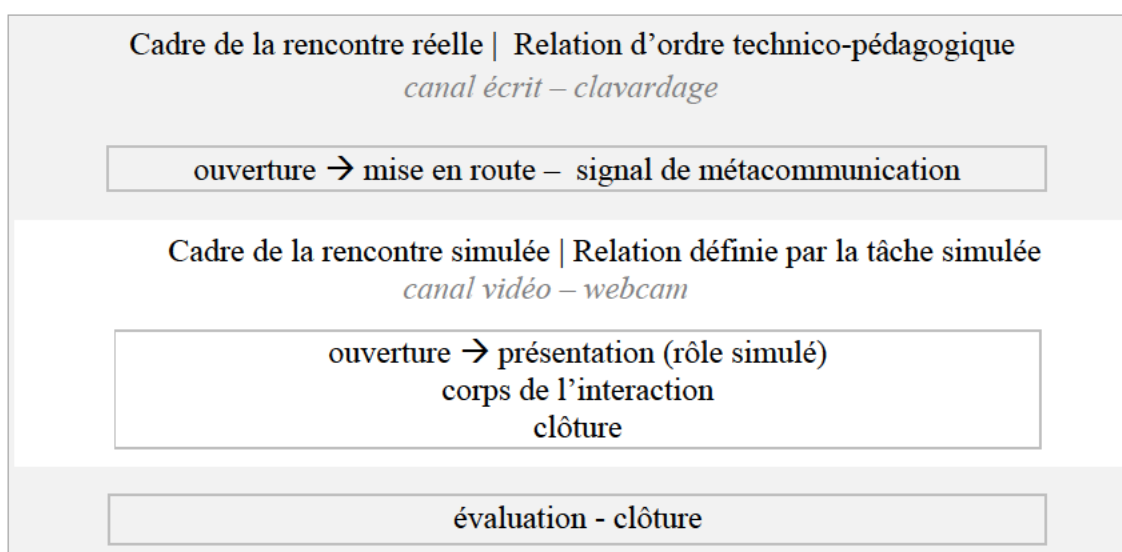 Cadre de la rencontre réelle | Relation d’ordre technico-pédagogique
canal écrit – clavardage
ouverture → mise en route – signal de métacommunication
Cadre de la rencontre simulée | Relation définie par la tâche simulée
canal vidéo – webcam
ouverture → présentation (rôle simulé)
corps de l’interaction
clôture
évaluation - clôture